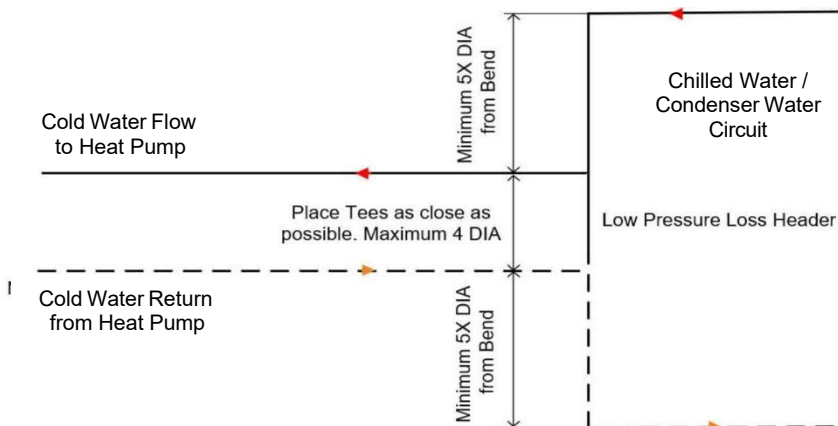 Minimum 5X DIA
from Bend
Chilled Water /
Condenser Water
Circuit
Cold Water Flow
to Heat Pump
Place Tees as close as
possible. Maximum 4 DIA
Low Pressure Loss Header
Cold Water Return
from Heat Pump
Minimum 5X DIA
from Bend